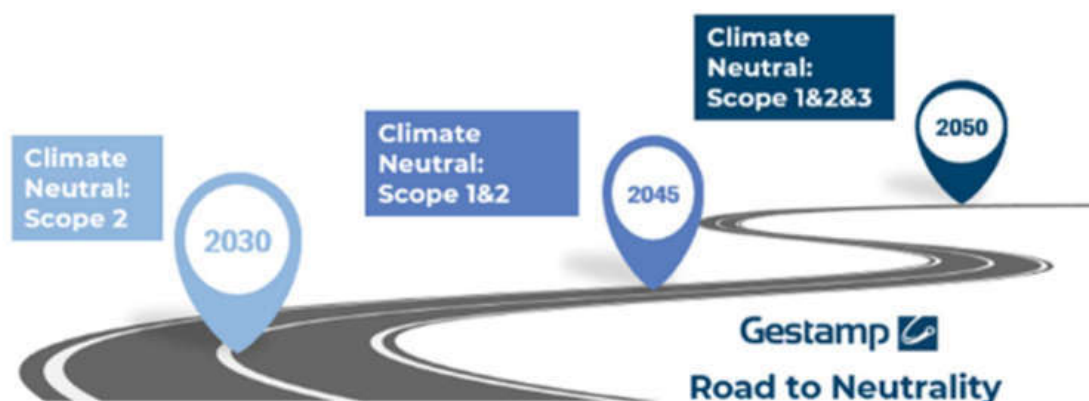 Climate
Neutral:
Scope 2
2030
Climate
Neutral:
Scope 1&2
2045
Climate
Neutral:
Scope 1&2&3
2050
Gestamp
Road to Neutrality